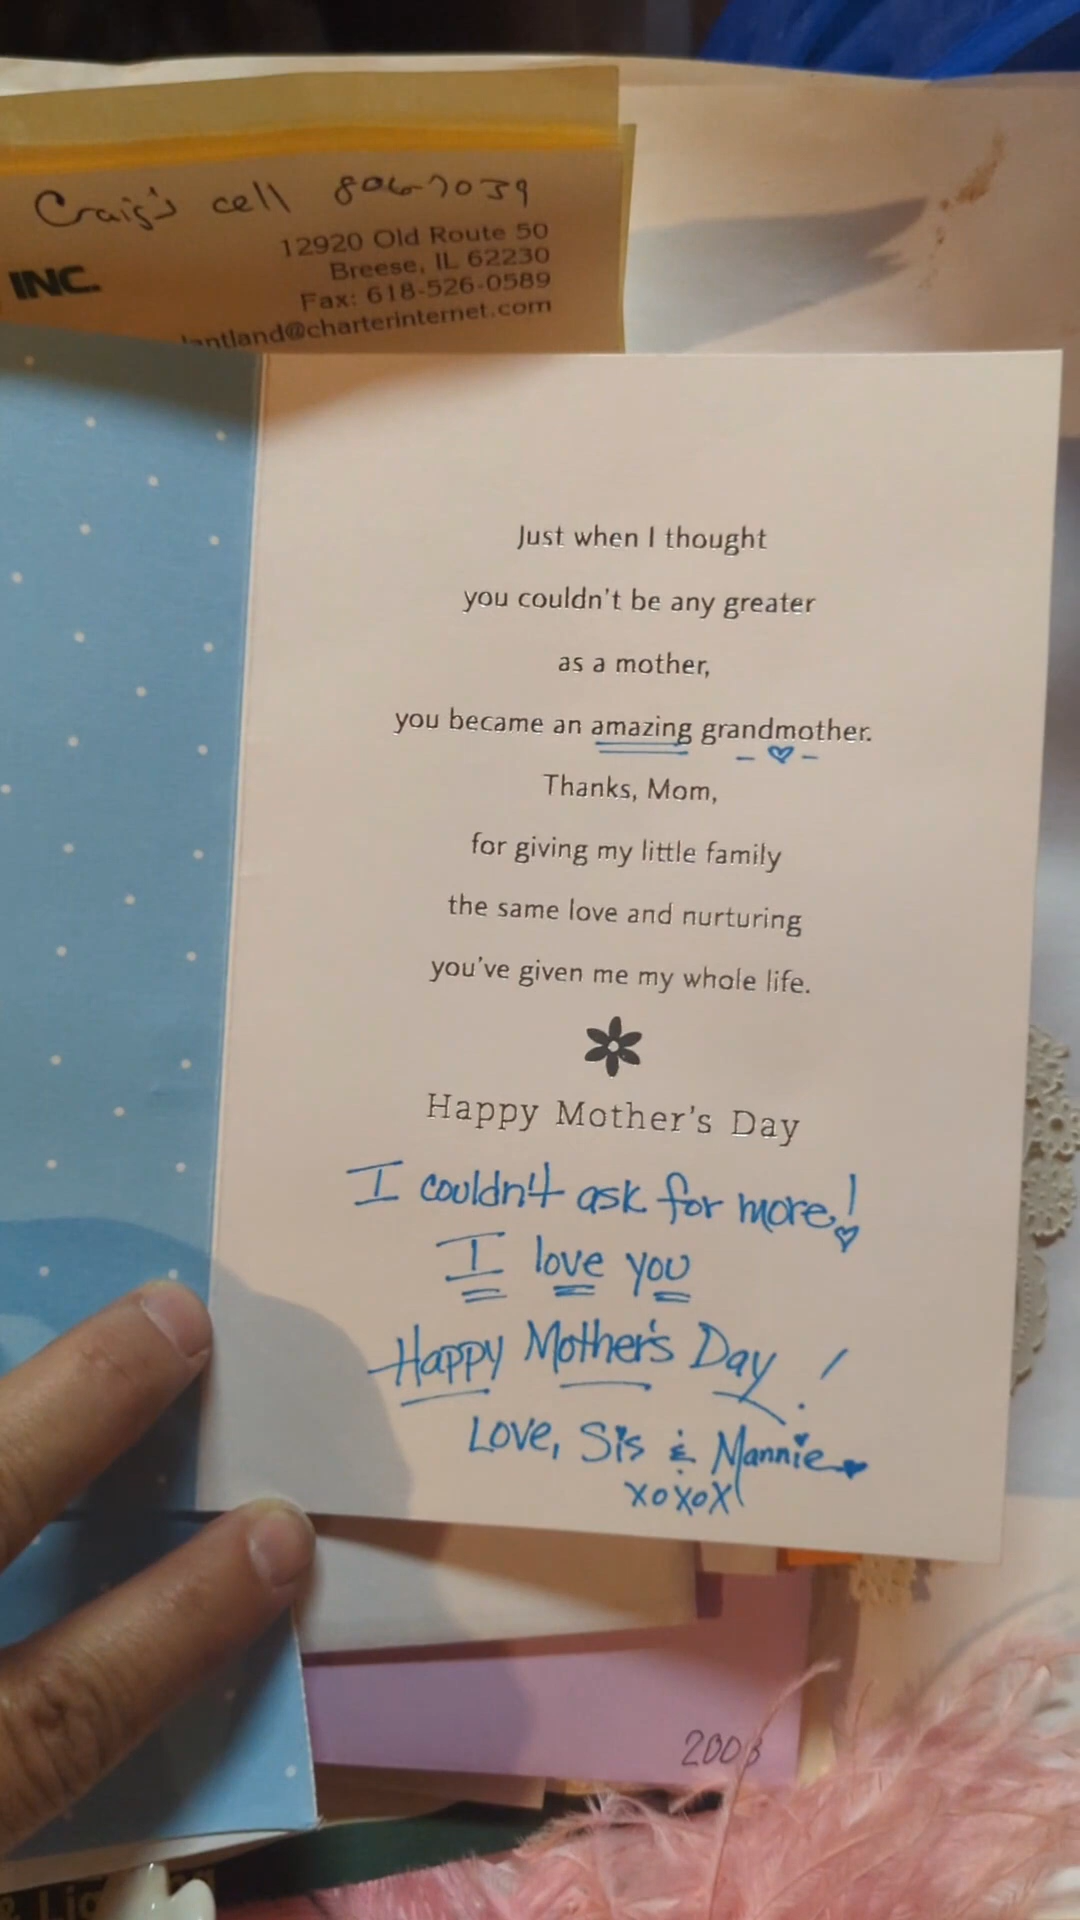 Craig's cell 806-7039
12920 Old Route 50
INC.
Breese, IL 62230
Fax: 618-526-0589
antland@charterinternet.com
Just when I thought
you couldn't be any greater
as a mother,
you became an amazing grandmother.
Thanks, Mom,
for giving my little family
the same love and nurturing
you've given me my whole life.
Happy Mother's Day
I couldn't ask for more!
I love you
Happy Mother's Day!
Love, Sis & Mannie
xoxox
2003